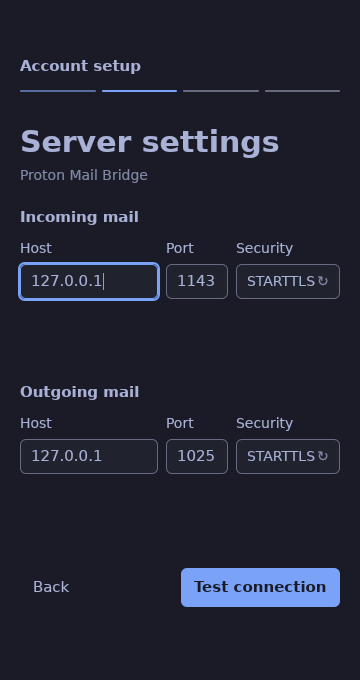 Account setup
Server settings
Proton Mail Bridge
Incoming mail
Host Port Security
127.0.0.1 1143 STARTTLS ↻
Outgoing mail
Host Port Security
127.0.0.1 1025 STARTTLS ↻
Back Test connection